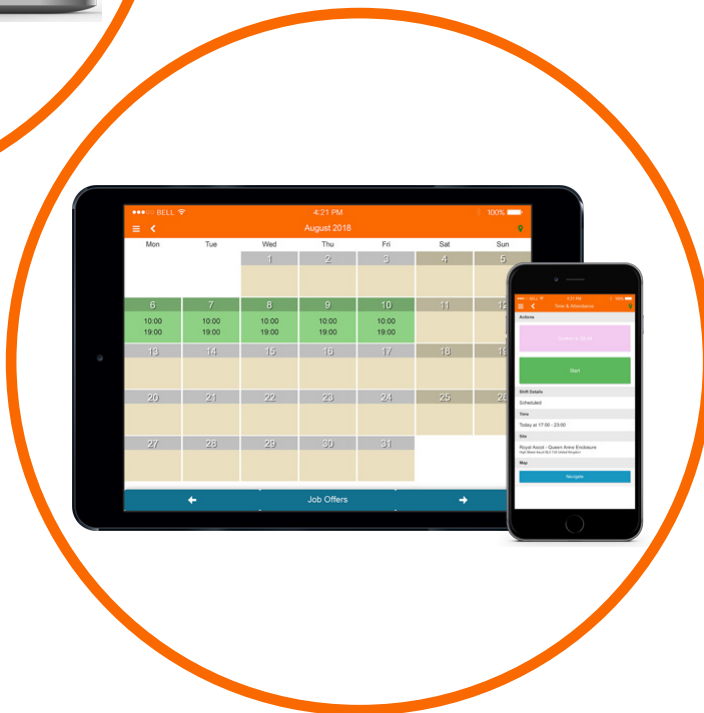 BELL 4:21 PM 100%
August 2018
Mon Tue Wed Thu Fri Sat Sun
1 2 3 4 5
6 7 8 9 10 11
10:00 10:00 10:00 10:00 10:00
19:00 19:00 19:00 19:00 19:00
13 14 15 16 17 18
20 21 22 23 24 25
27 28 29 30 31
Job Offers
BELL 4:21 PM
Time & Attendance
Actions
Start
Shift Details
Scheduled
Time
Today at 17:00 - 23:00
Site
Royal Ascot - Queen Anne Enclosure
Map
Navigate